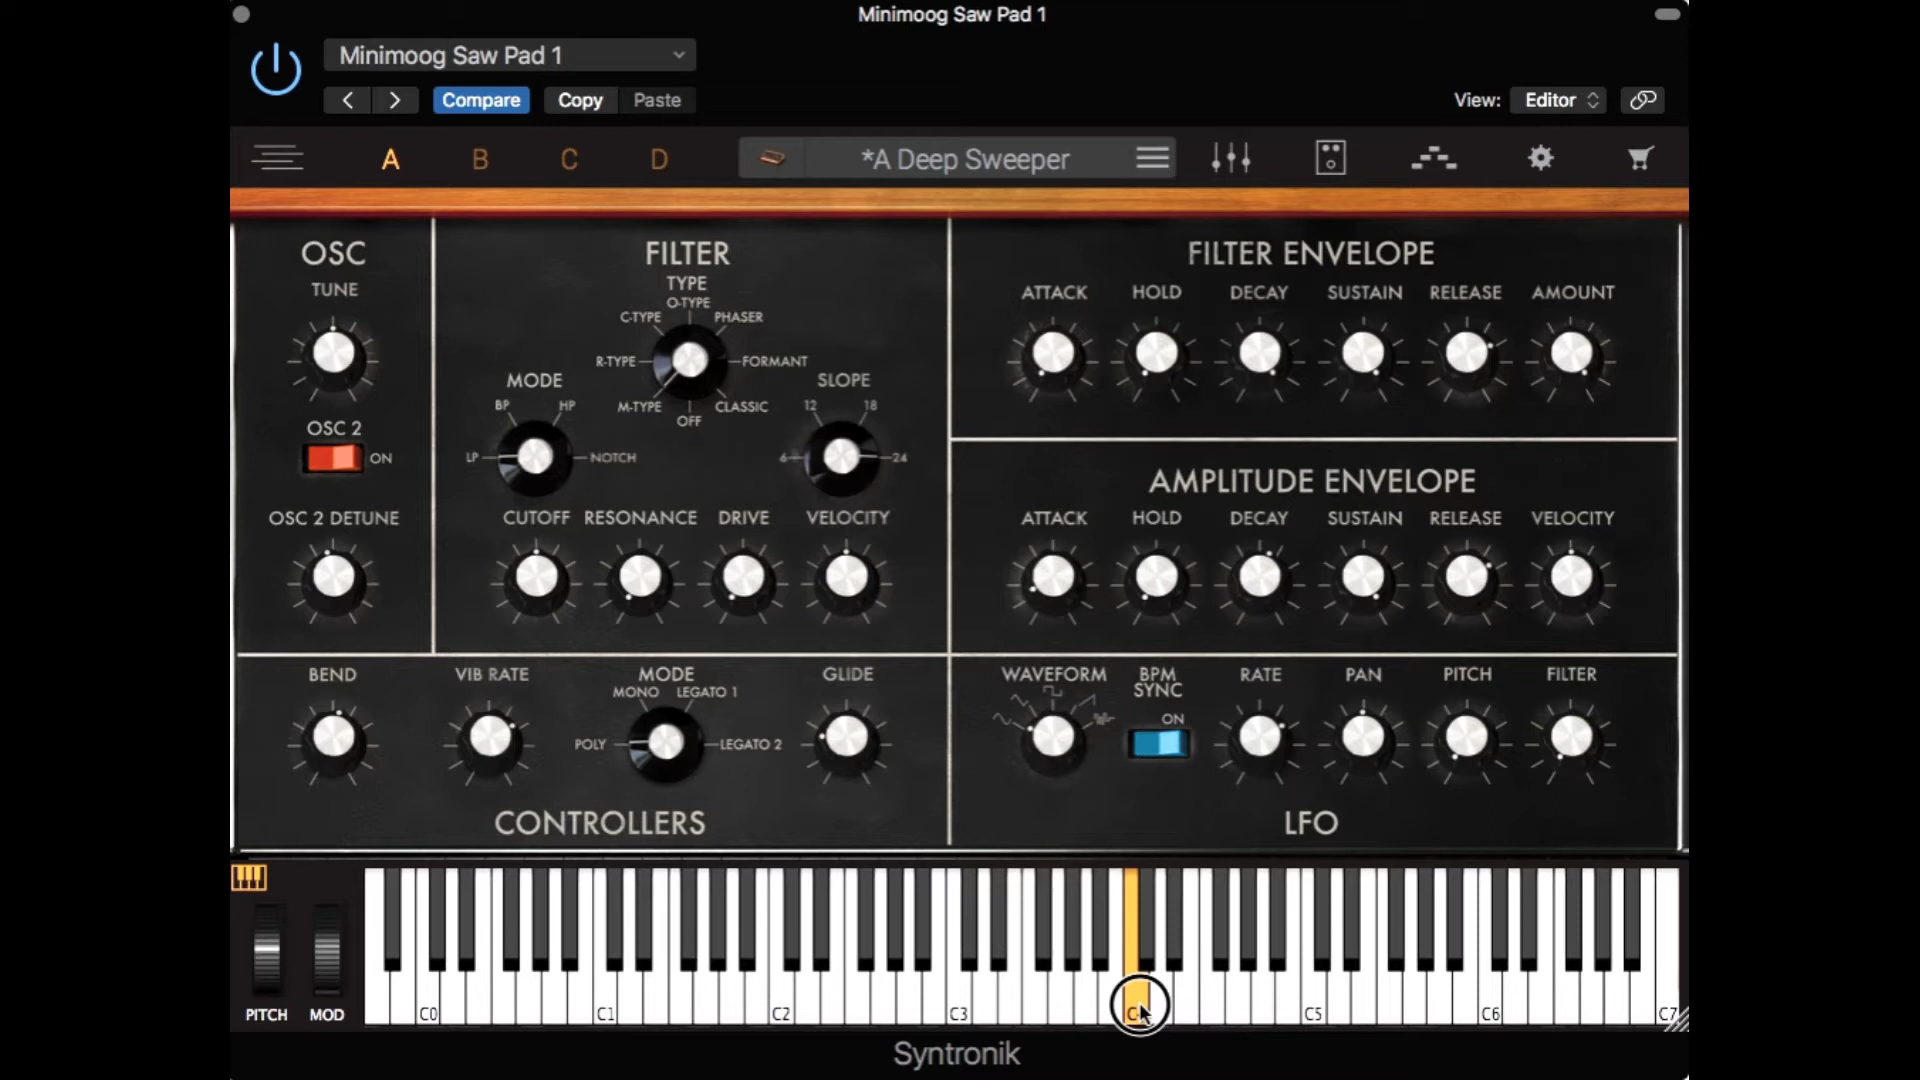 Minimoog Saw Pad 1
Minimoog Saw Pad 1
Compare Copy Paste View: Editor
A B C D *A Deep Sweeper
OSC
TUNE
OSC 2
ON
OSC 2 DETUNE
FILTER
TYPE
O-TYPE
C-TYPE PHASER
R-TYPE FORMANT
M-TYPE CLASSIC
OFF
MODE
BP HP
LP NOTCH
SLOPE
12 18
6 24
CUTOFF RESONANCE DRIVE VELOCITY
FILTER ENVELOPE
ATTACK HOLD DECAY SUSTAIN RELEASE AMOUNT
AMPLITUDE ENVELOPE
ATTACK HOLD DECAY SUSTAIN RELEASE VELOCITY
BEND VIB RATE MODE GLIDE
MONO LEGATO 1
POLY LEGATO 2
CONTROLLERS
WAVEFORM BPM SYNC RATE PAN PITCH FILTER
ON
LFO
PITCH MOD
C0 C1 C2 C3 C5 C6 C7
Syntronik